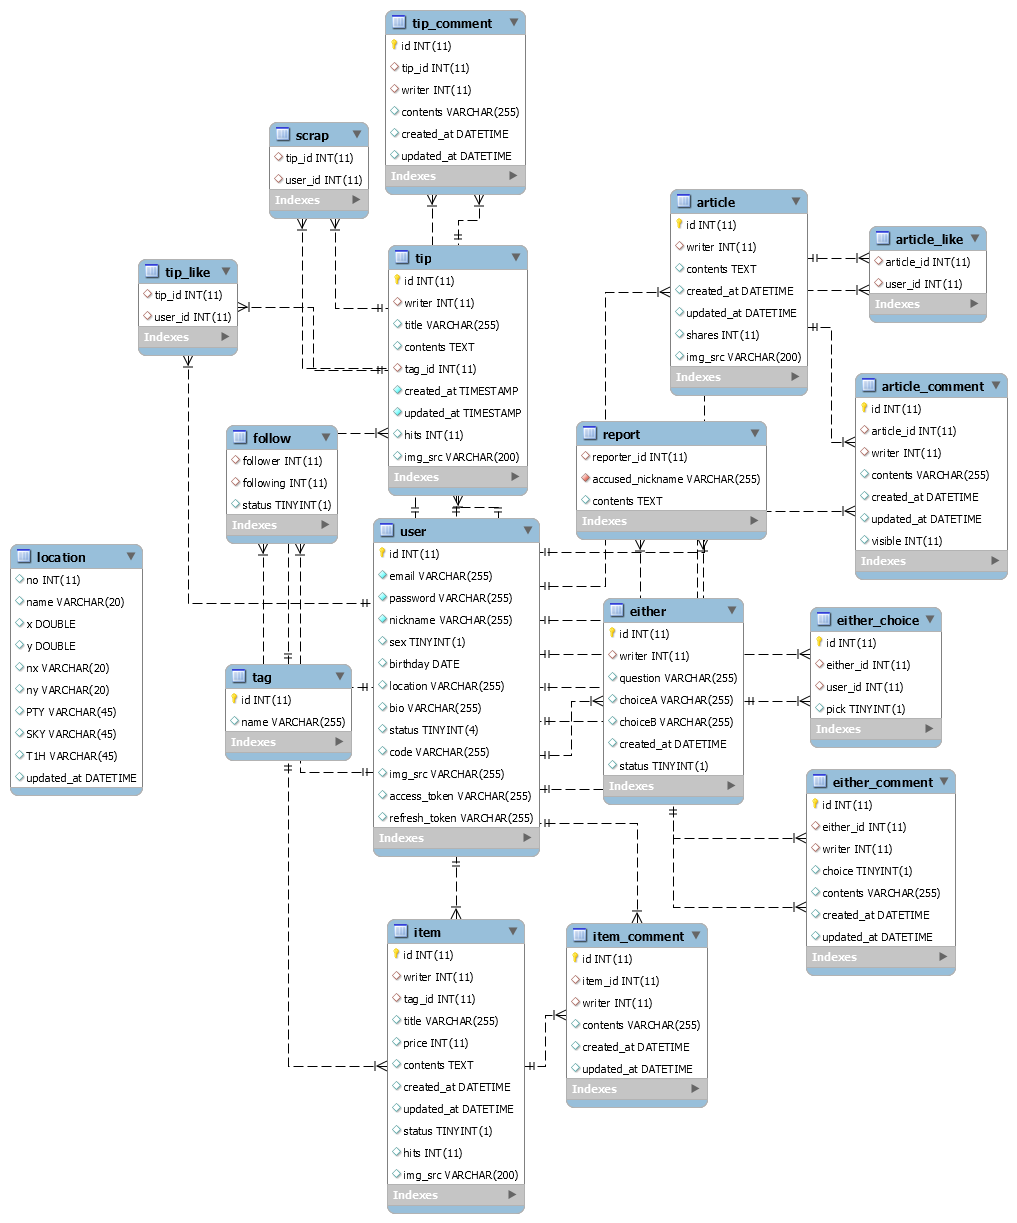 tip_comment
id INT(11)
tip_id INT(11)
writer INT(11)
contents VARCHAR(255)
created_at DATETIME
updated_at DATETIME
Indexes
scrap
tip_id INT(11)
user_id INT(11)
Indexes
article
id INT(11)
writer INT(11)
contents TEXT
created_at DATETIME
updated_at DATETIME
shares INT(11)
img_src VARCHAR(200)
Indexes
article_like
article_id INT(11)
user_id INT(11)
Indexes
tip
id INT(11)
writer INT(11)
title VARCHAR(255)
contents TEXT
tag_id INT(11)
created_at TIMESTAMP
updated_at TIMESTAMP
hits INT(11)
img_src VARCHAR(200)
Indexes
tip_like
tip_id INT(11)
user_id INT(11)
Indexes
article_comment
id INT(11)
article_id INT(11)
writer INT(11)
contents VARCHAR(255)
created_at DATETIME
updated_at DATETIME
visible INT(11)
Indexes
follow
follower INT(11)
following INT(11)
status TINYINT(1)
Indexes
report
reporter_id INT(11)
accused_nickname VARCHAR(255)
contents TEXT
Indexes
user
id INT(11)
email VARCHAR(255)
password VARCHAR(255)
nickname VARCHAR(255)
sex TINYINT(1)
birthday DATE
location VARCHAR(255)
bio VARCHAR(255)
status TINYINT(4)
code VARCHAR(255)
img_src VARCHAR(255)
access_token VARCHAR(255)
refresh_token VARCHAR(255)
Indexes
location
no INT(11)
name VARCHAR(20)
x DOUBLE
y DOUBLE
nx VARCHAR(20)
ny VARCHAR(20)
PTY VARCHAR(45)
SKY VARCHAR(45)
T1H VARCHAR(45)
updated_at DATETIME
either
id INT(11)
writer INT(11)
question VARCHAR(255)
choiceA VARCHAR(255)
choiceB VARCHAR(255)
created_at DATETIME
status TINYINT(1)
Indexes
either_choice
id INT(11)
either_id INT(11)
user_id INT(11)
pick TINYINT(1)
Indexes
tag
id INT(11)
name VARCHAR(255)
Indexes
either_comment
id INT(11)
either_id INT(11)
writer INT(11)
choice TINYINT(1)
contents VARCHAR(255)
created_at DATETIME
updated_at DATETIME
Indexes
item
id INT(11)
writer INT(11)
tag_id INT(11)
title VARCHAR(255)
price INT(11)
contents TEXT
created_at DATETIME
updated_at DATETIME
status TINYINT(1)
hits INT(11)
img_src VARCHAR(200)
Indexes
item_comment
id INT(11)
item_id INT(11)
writer INT(11)
contents VARCHAR(255)
created_at DATETIME
updated_at DATETIME
Indexes